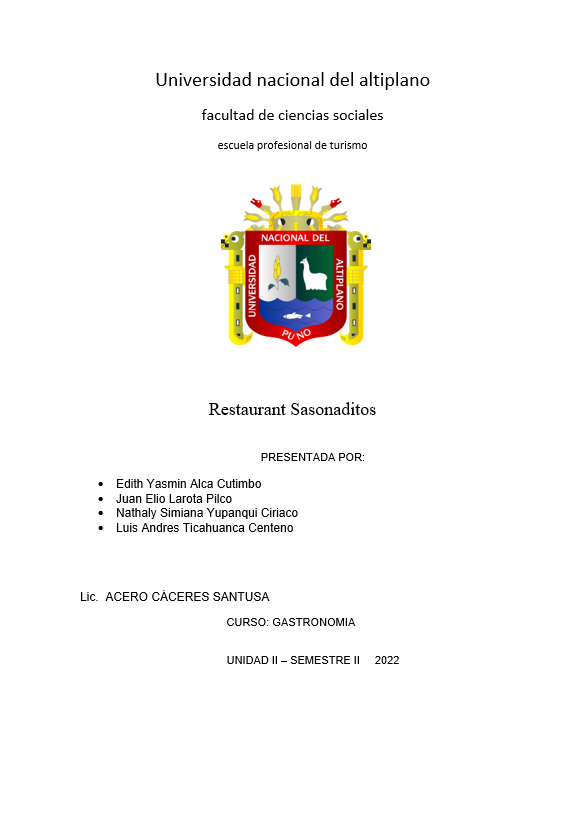 Universidad nacional del altiplano
facultad de ciencias sociales
escuela profesional de turismo
NACIONAL DEL
UNIVERSIDAD
ALTIPLANO
PUNO
Restaurant Sasonaditos
PRESENTADA POR:
• Edith Yasmin Alca Cutimbo
• Juan Elio Larota Pilco
• Nathaly Simiana Yupanqui Ciriaco
• Luis Andres Ticahuanca Centeno
Lic.  ACERO CÀCERES SANTUSA
CURSO: GASTRONOMIA
UNIDAD II – SEMESTRE II     2022